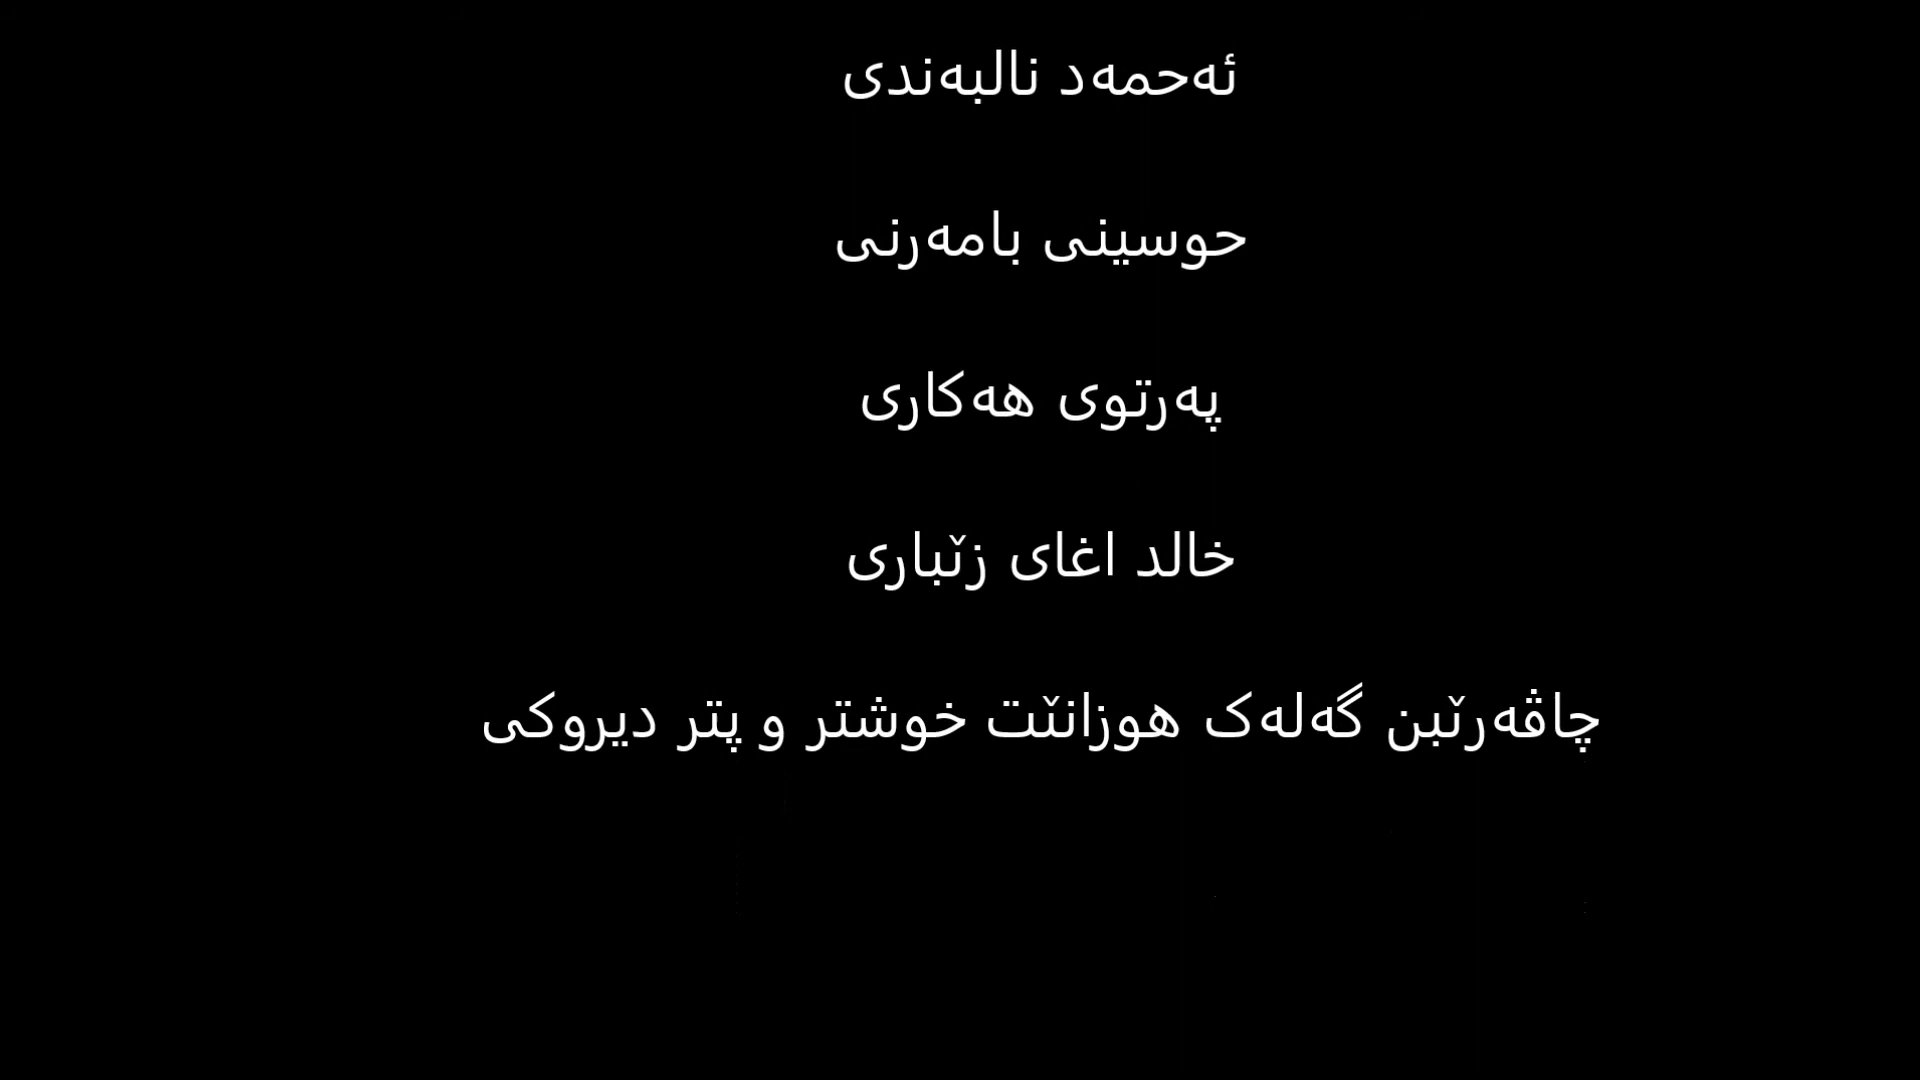 ئەحمەد نالبەندی
حوسینی بامەرنی
پەرتوی هەکاری
خالد اغای زێباری
چاڤەرێبن گەلەک هوزانێت خوشتر و پتر دیروکی